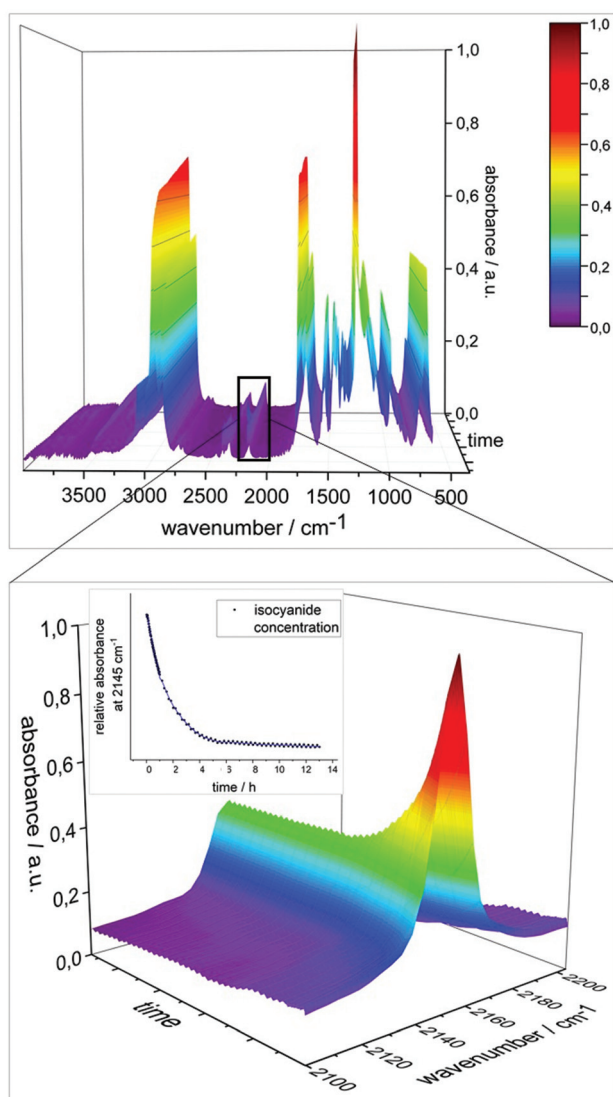 1,0
0,8
0,6
0,4
0,2
0,0
absorbance / a.u.
time
1,0
0,8
0,6
0,4
0,2
0,0
3500 3000 2500 2000 1500 1000 500
wavenumber / cm-1
1,0
0,8
0,6
0,4
0,2
0,0
absorbance / a.u.
relative absorbance
at 2145 cm-1
isocyanide
concentration
0 2 4 6 8 10 12 14
time / h
time
2100
2120
2140
2160
2180
2200
wavenumber / cm-1